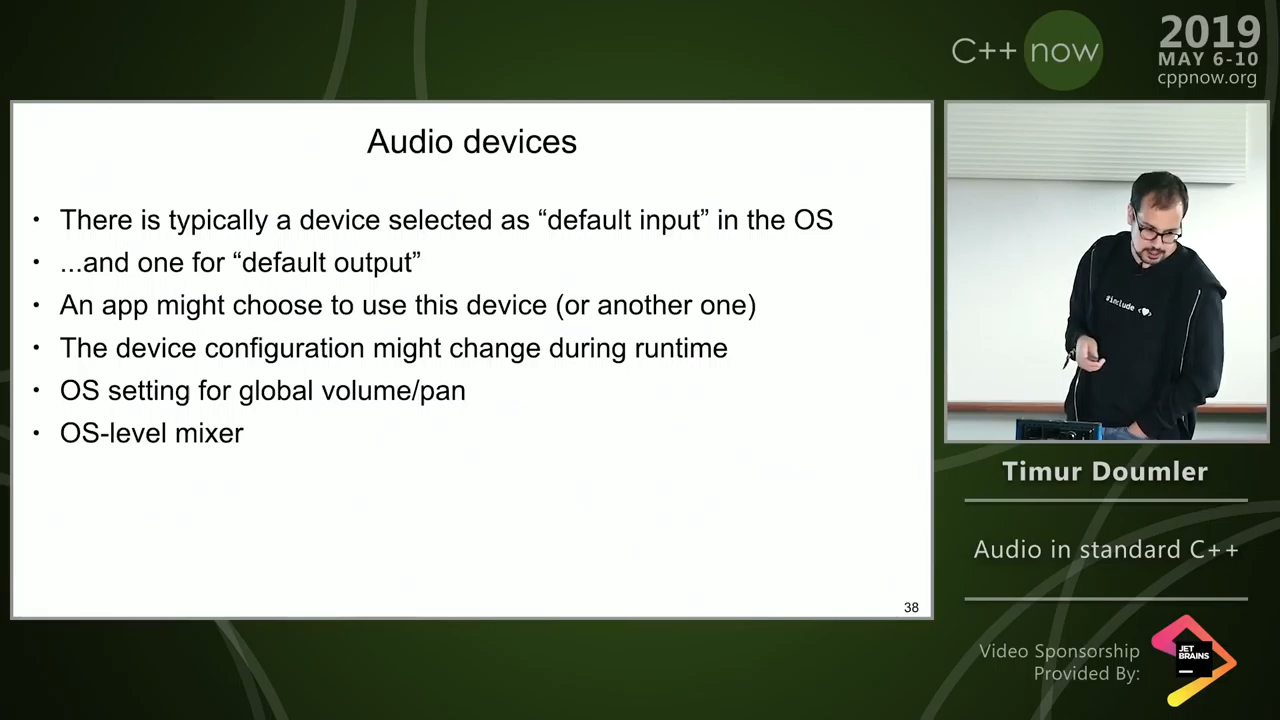 C++ now
2019
MAY 6-10
cppnow.org
Audio devices
• There is typically a device selected as “default input” in the OS
• ...and one for “default output”
• An app might choose to use this device (or another one)
• The device configuration might change during runtime
• OS setting for global volume/pan
• OS-level mixer
38
#include <
Timur Doumler
Audio in standard C++
Video Sponsorship
Provided By:
JET
BRAINS